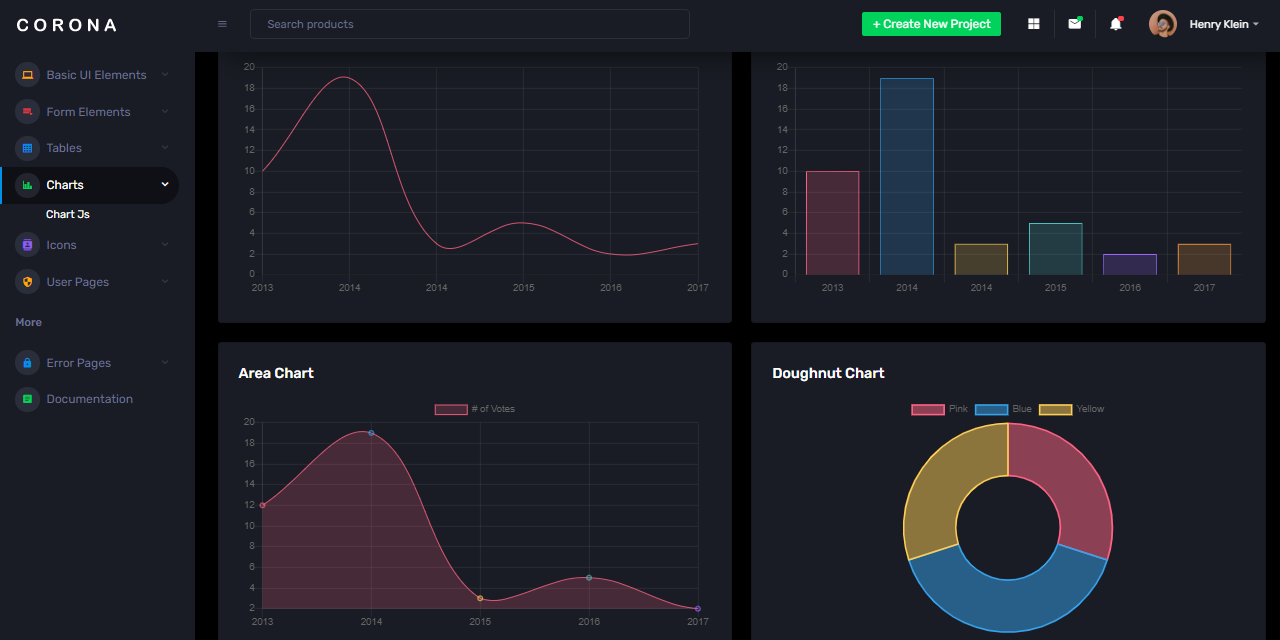 CORONA
Search products
+ Create New Project
Henry Klein
Basic UI Elements
Form Elements
Tables
Charts
Chart Js
Icons
User Pages
More
Error Pages
Documentation
20
18
16
14
12
10
8
6
4
2
0
2013 2014 2014 2015 2016 2017
20
18
16
14
12
10
8
6
4
2
0
2013 2014 2014 2015 2016 2017
Area Chart
# of Votes
20
18
16
14
12
10
8
6
4
2
2013 2014 2015 2016 2017
Doughnut Chart
Pink Blue Yellow